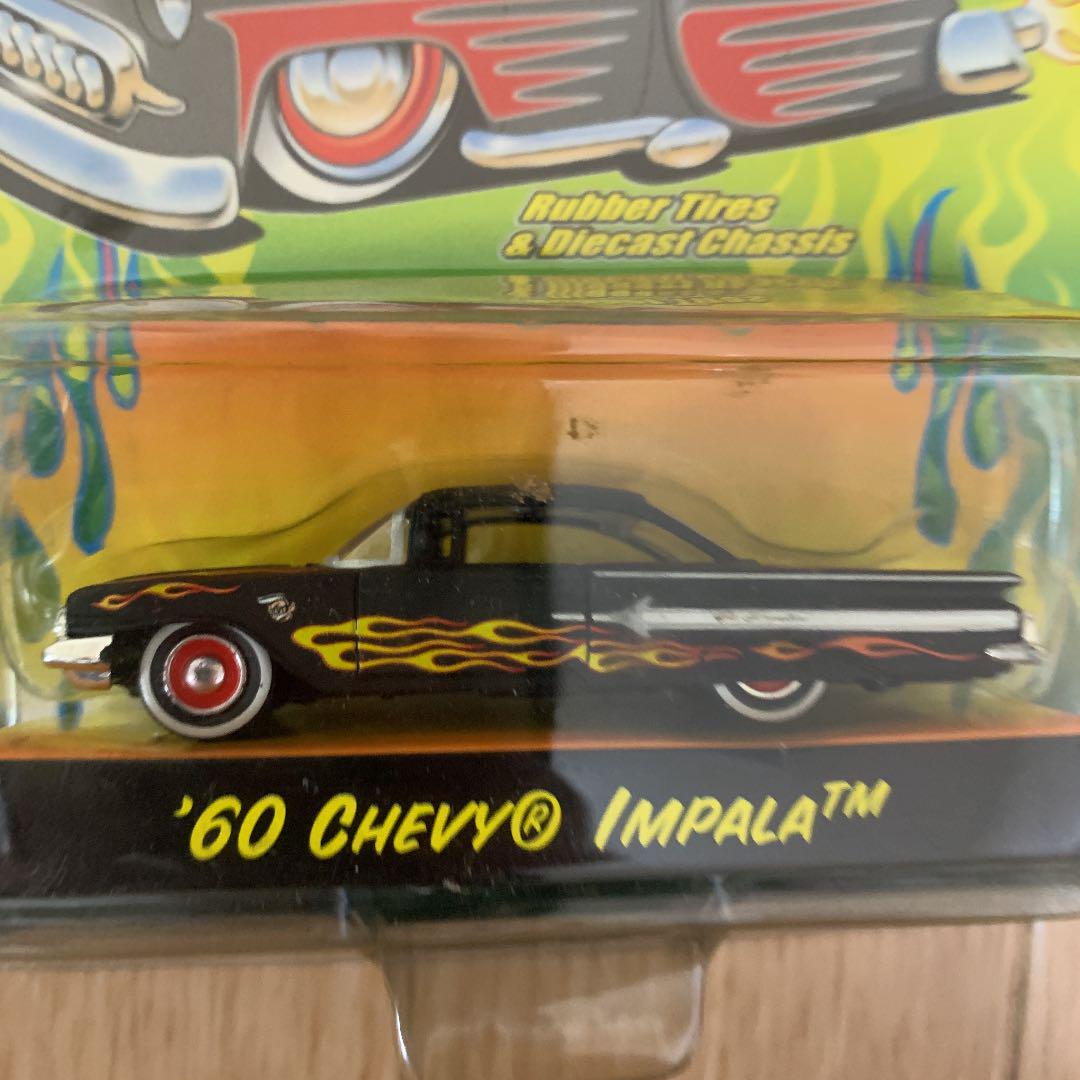 Rubber Tires
& Diecast Chassis
'60 CHEVY® IMPALA™